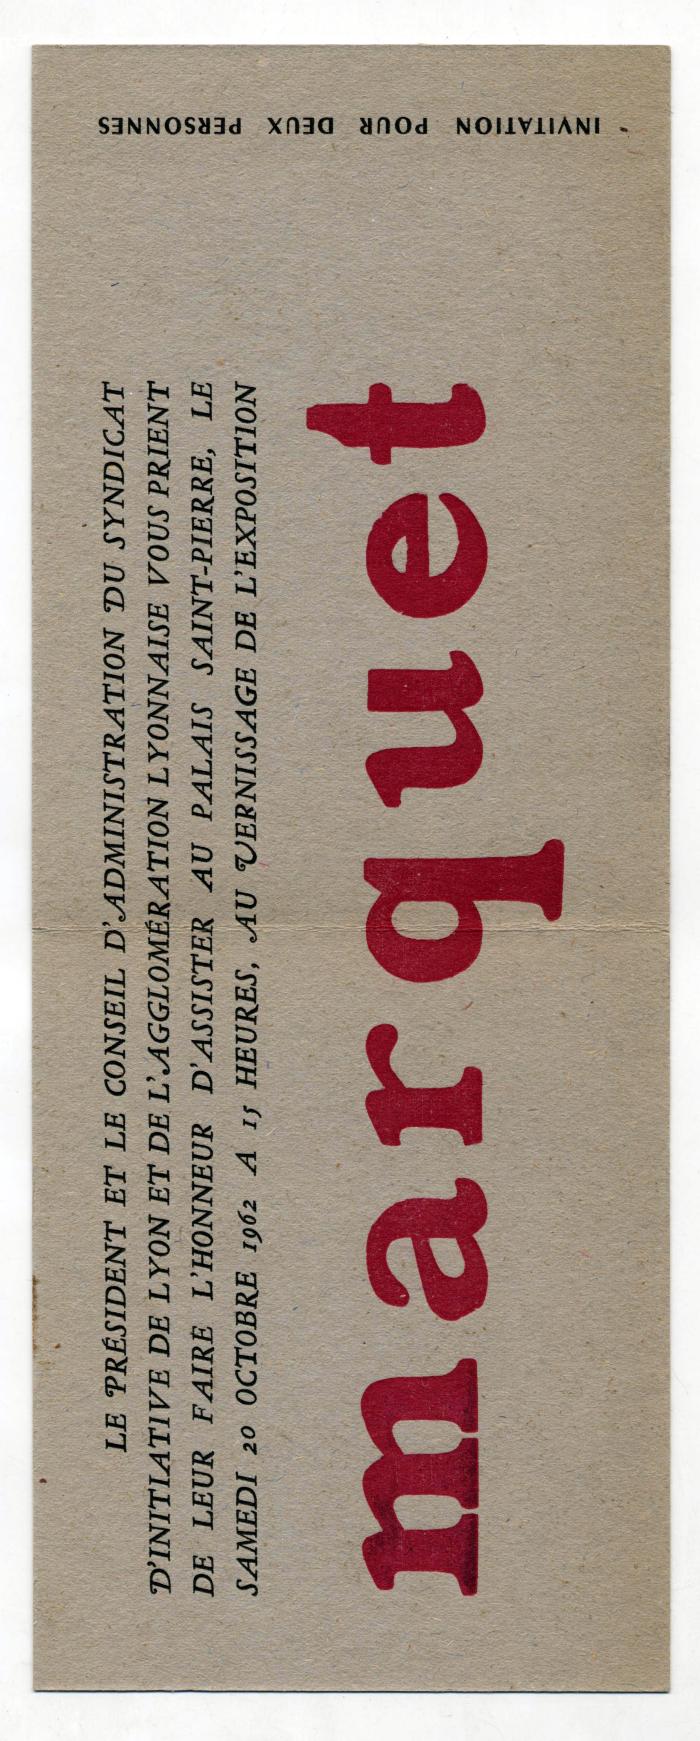 LE PRÉSIDENT ET LE CONSEIL D'ADMINISTRATION DU SYNDICAT
D'INITIATIVE DE LYON ET DE L'AGGLOMÉRATION LYONNAISE VOUS PRIENT
DE LEUR FAIRE L'HONNEUR D'ASSISTER AU PALAIS SAINT-PIERRE, LE
SAMEDI 20 OCTOBRE 1962 A 15 HEURES, AU VERNISSAGE DE L'EXPOSITION
marquet
INVITATION POUR DEUX PERSONNES